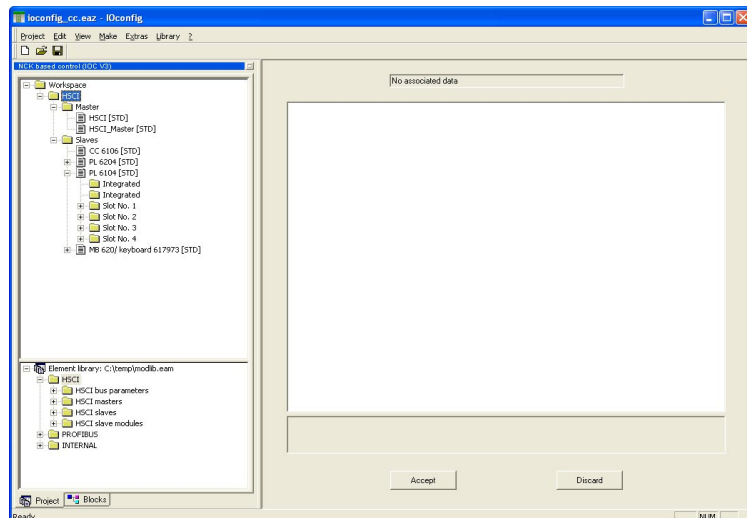 ioconfig_cc.eaz - IOconfig
Project Edit View Make Extras Library ?
NCK based control (IOC V3)
Workspace
HSCI
Master
HSCI [STD]
HSCI_Master [STD]
Slaves
CC 6106 [STD]
PL 6204 [STD]
PL 6104 [STD]
Integrated
Integrated
Slot No. 1
Slot No. 2
Slot No. 3
Slot No. 4
MB 620/ keyboard 617973 [STD]
Element library: C:\temp\modlib.eam
HSCI
HSCI bus parameters
HSCI masters
HSCI slaves
HSCI slave modules
PROFIBUS
INTERNAL
Project Blocks
No associated data
Accept Discard
Ready NUM